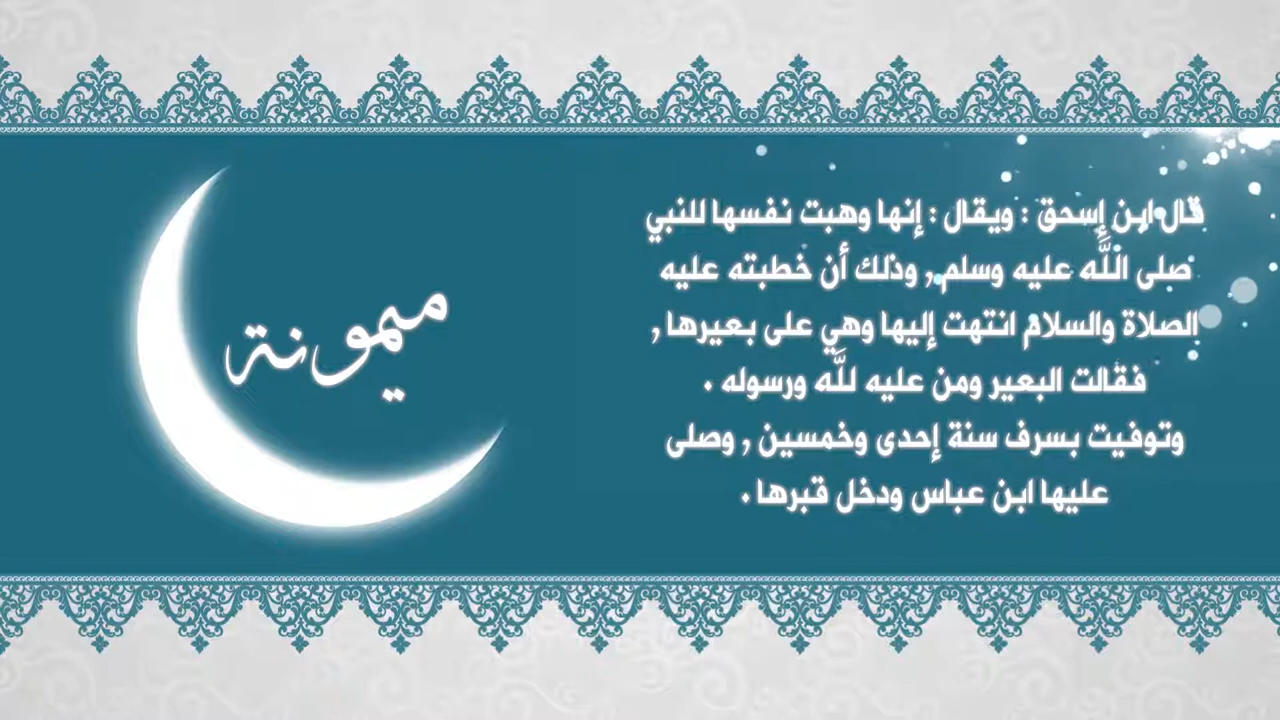 قال ابن إسحق : ويقال : إنها وهبت نفسها للنبي
صلى اللَّه عليه وسلم , وذلك أن خطبته عليه
الصلاة والسلام انتهت إليها وهي على بعيرها ,
فقالت البعير ومن عليه للَّه ورسوله .
وتوفيت بسرف سنة إحدى وخمسين , وصلى
عليها ابن عباس ودخل قبرها .
ميمونة